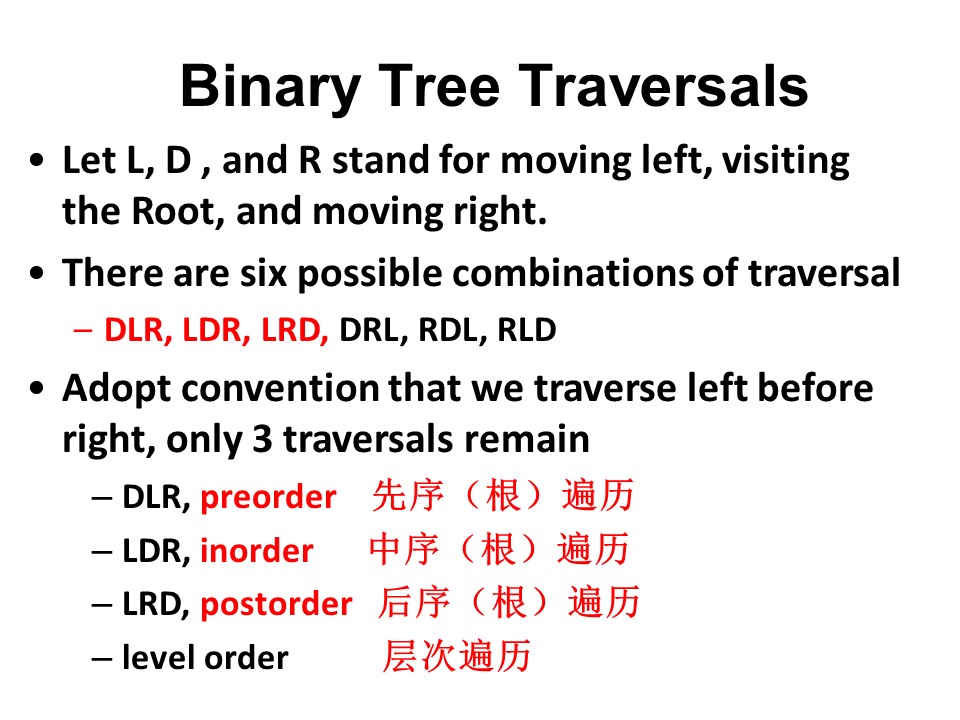 Binary Tree Traversals
• Let L, D , and R stand for moving left, visiting
the Root, and moving right.
• There are six possible combinations of traversal
– DLR, LDR, LRD, DRL, RDL, RLD
• Adopt convention that we traverse left before
right, only 3 traversals remain
– DLR, preorder 先序（根）遍历
– LDR, inorder 中序（根）遍历
– LRD, postorder 后序（根）遍历
– level order 层次遍历